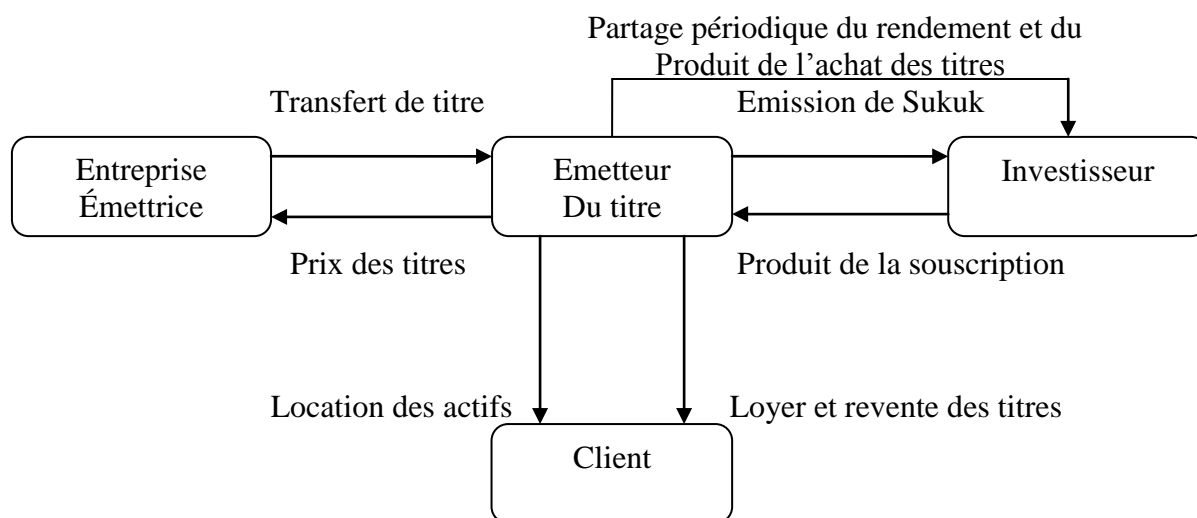 Partage périodique du rendement et du
Produit de l’achat des titres
Transfert de titre
Emission de Sukuk
Entreprise
Émettrice
Emetteur
Du titre
Investisseur
Prix des titres
Produit de la souscription
Location des actifs
Loyer et revente des titres
Client